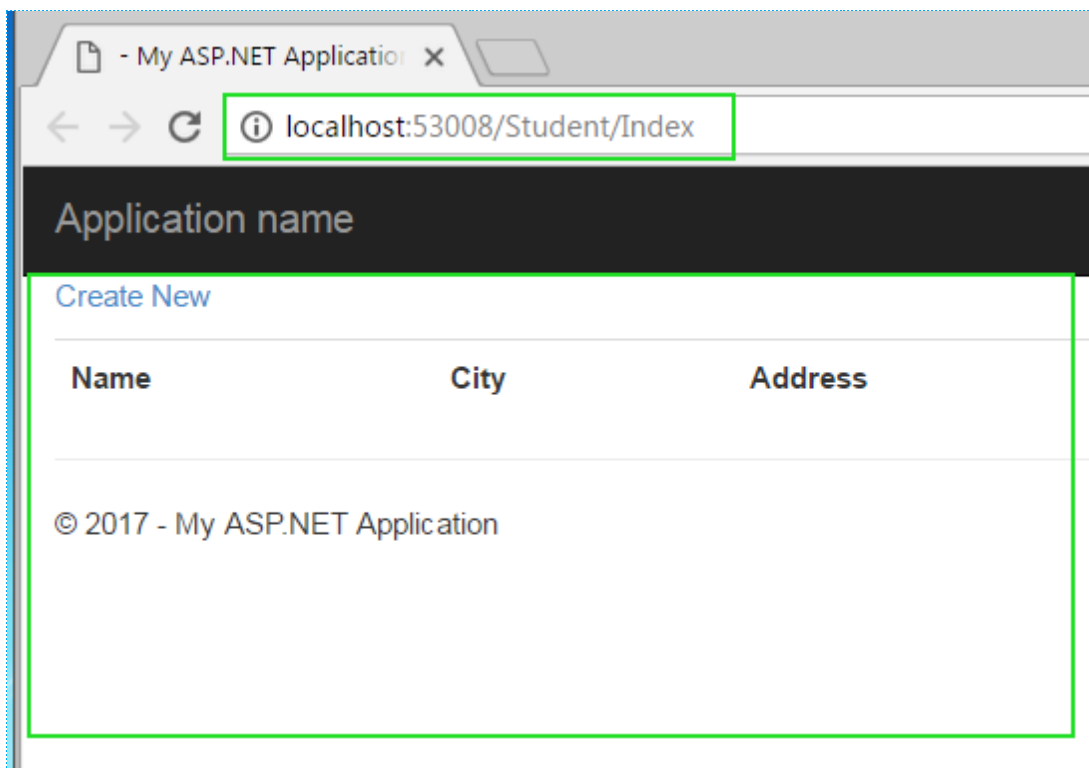 - My ASP.NET Application
localhost:53008/Student/Index
Application name
Create New
Name City Address
© 2017 - My ASP.NET Application